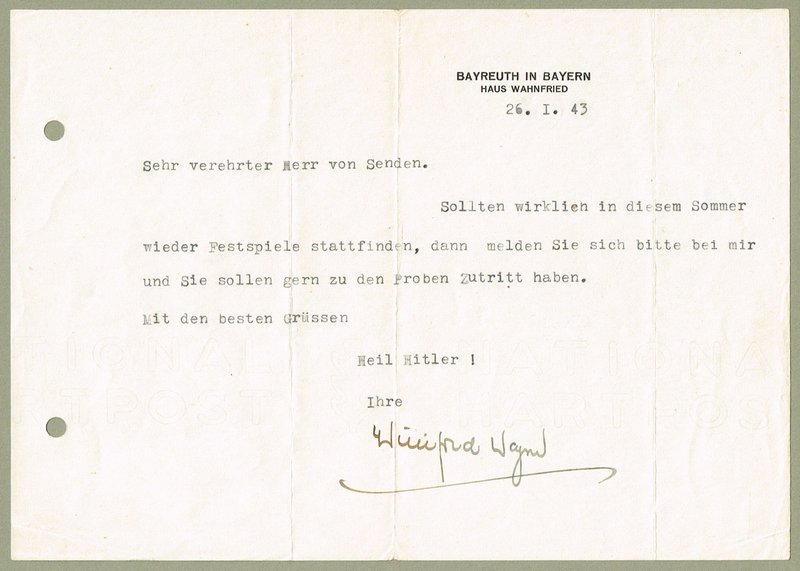 BAYREUTH IN BAYERN
HAUS WAHNFRIED
26. I. 43
Sehr verehrter Herr von Senden.
Sollten wirklich in diesem Sommer
wieder Festspiele stattfinden, dann melden Sie sich bitte bei mir
und Sie sollen gern zu den Proben Zutritt haben.
Mit den besten Grüssen
Heil Hitler !
Ihre
Winifred Wagner